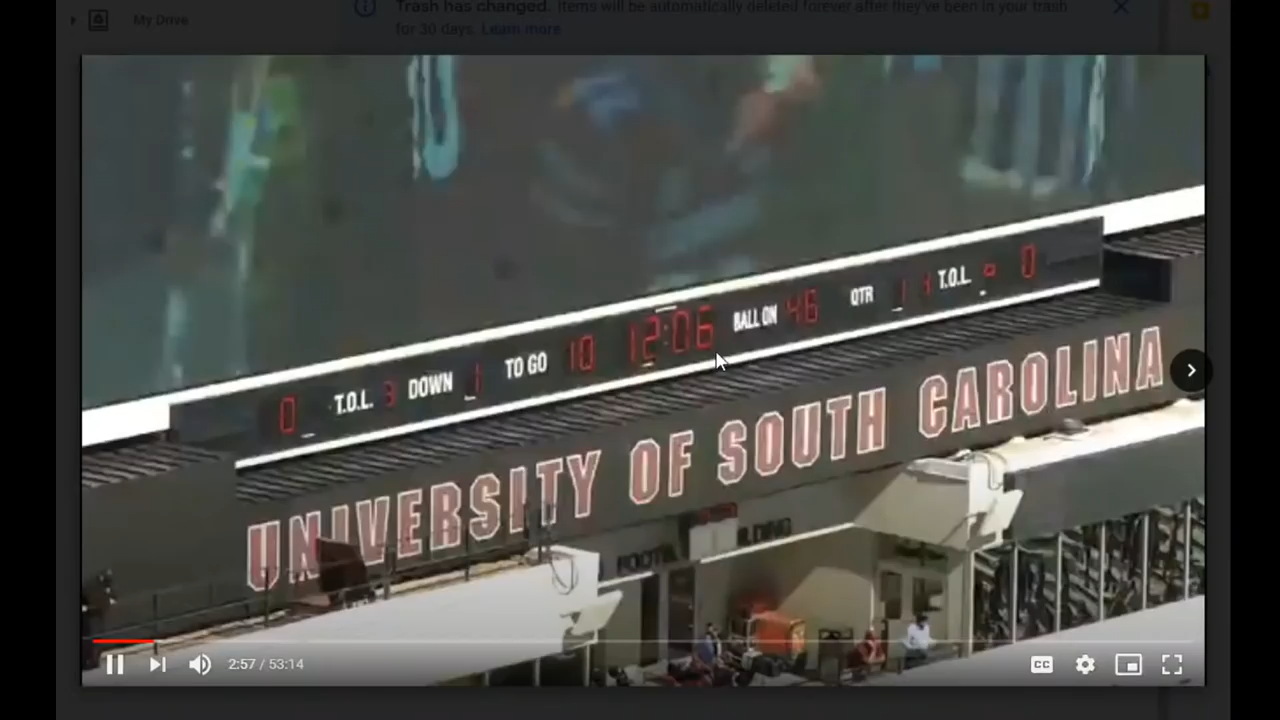 My Drive
Trash has changed. Items will be automatically deleted forever after they've been in your trash
for 30 days. Learn more
0 T.O.L. 3 DOWN 1 TO GO 10 12:06 BALL ON 46 QTR 1 T.O.L. 0
UNIVERSITY OF SOUTH CAROLINA
2:57 / 53:14
CC